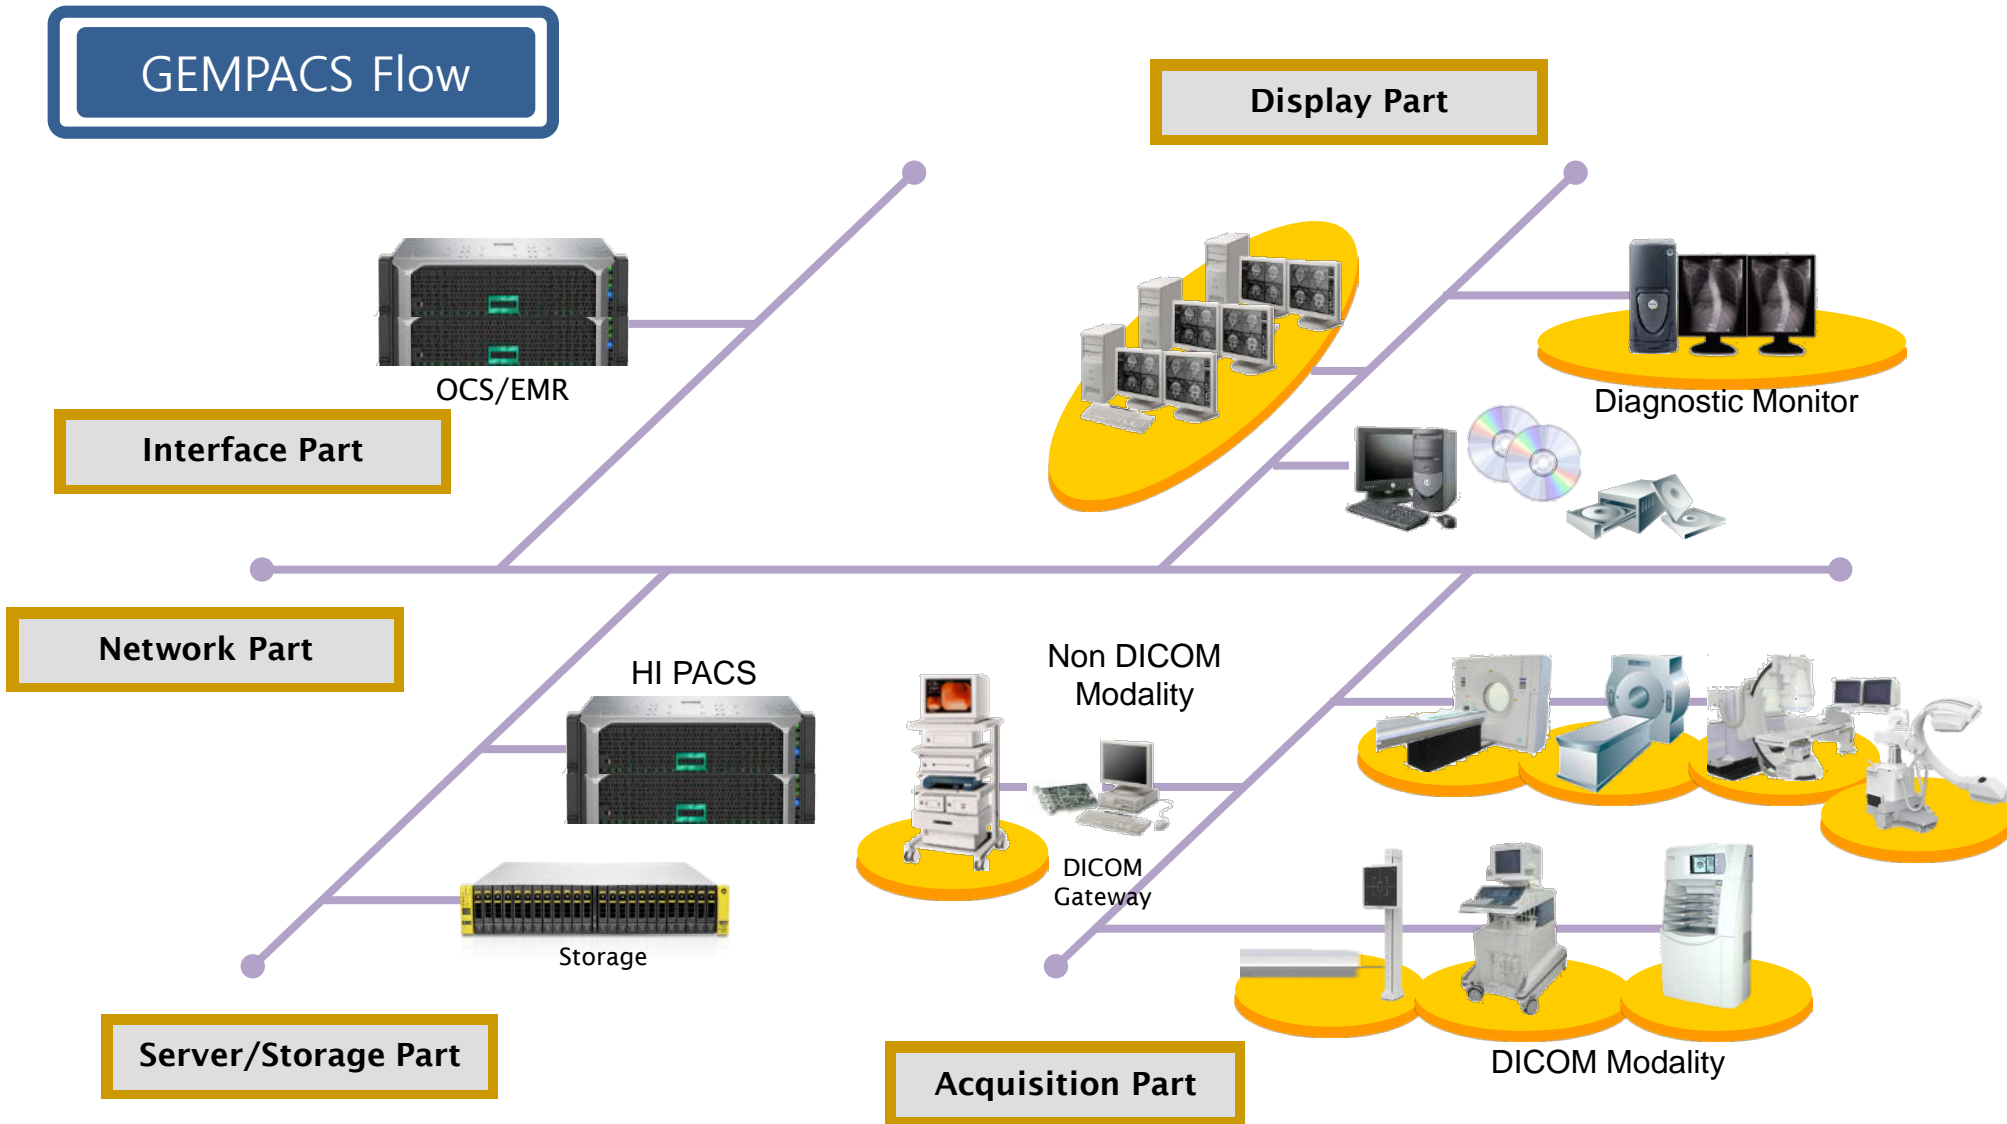 GEMPACS Flow
Display Part
OCS/EMR
Diagnostic Monitor
Interface Part
Network Part
HI PACS
Non DICOM
Modality
DICOM
Gateway
Storage
Server/Storage Part
Acquisition Part
DICOM Modality